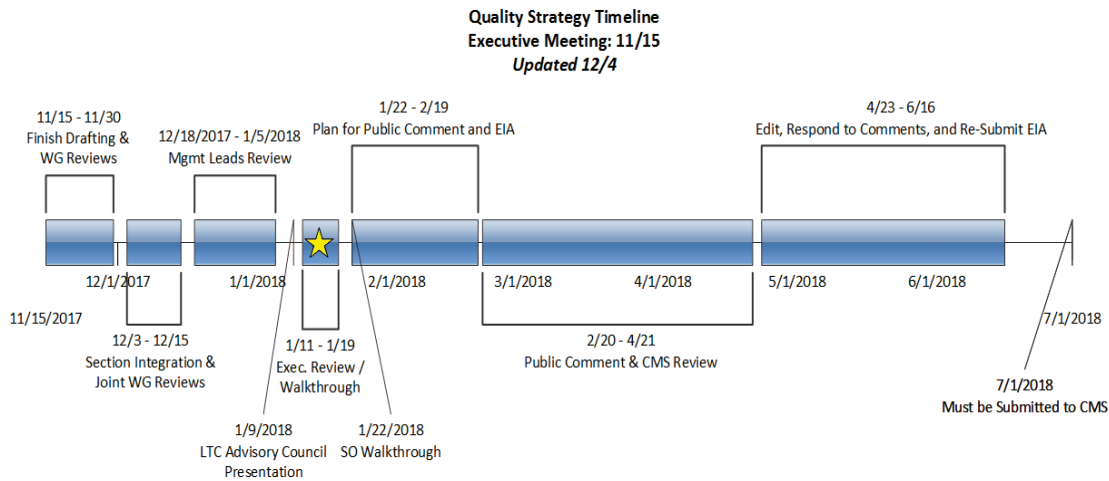 Quality Strategy Timeline
Executive Meeting: 11/15
Updated 12/4
11/15 - 11/30
Finish Drafting &
WG Reviews
12/18/2017 - 1/5/2018
Mgmt Leads Review
1/22 - 2/19
Plan for Public Comment and EIA
4/23 - 6/16
Edit, Respond to Comments, and Re-Submit EIA
12/1/2017
1/1/2018
2/1/2018
3/1/2018
4/1/2018
5/1/2018
6/1/2018
11/15/2017
7/1/2018
12/3 - 12/15
Section Integration &
Joint WG Reviews
1/11 - 1/19
Exec. Review /
Walkthrough
2/20 - 4/21
Public Comment & CMS Review
7/1/2018
Must be Submitted to CMS
1/9/2018
LTC Advisory Council
Presentation
1/22/2018
SO Walkthrough